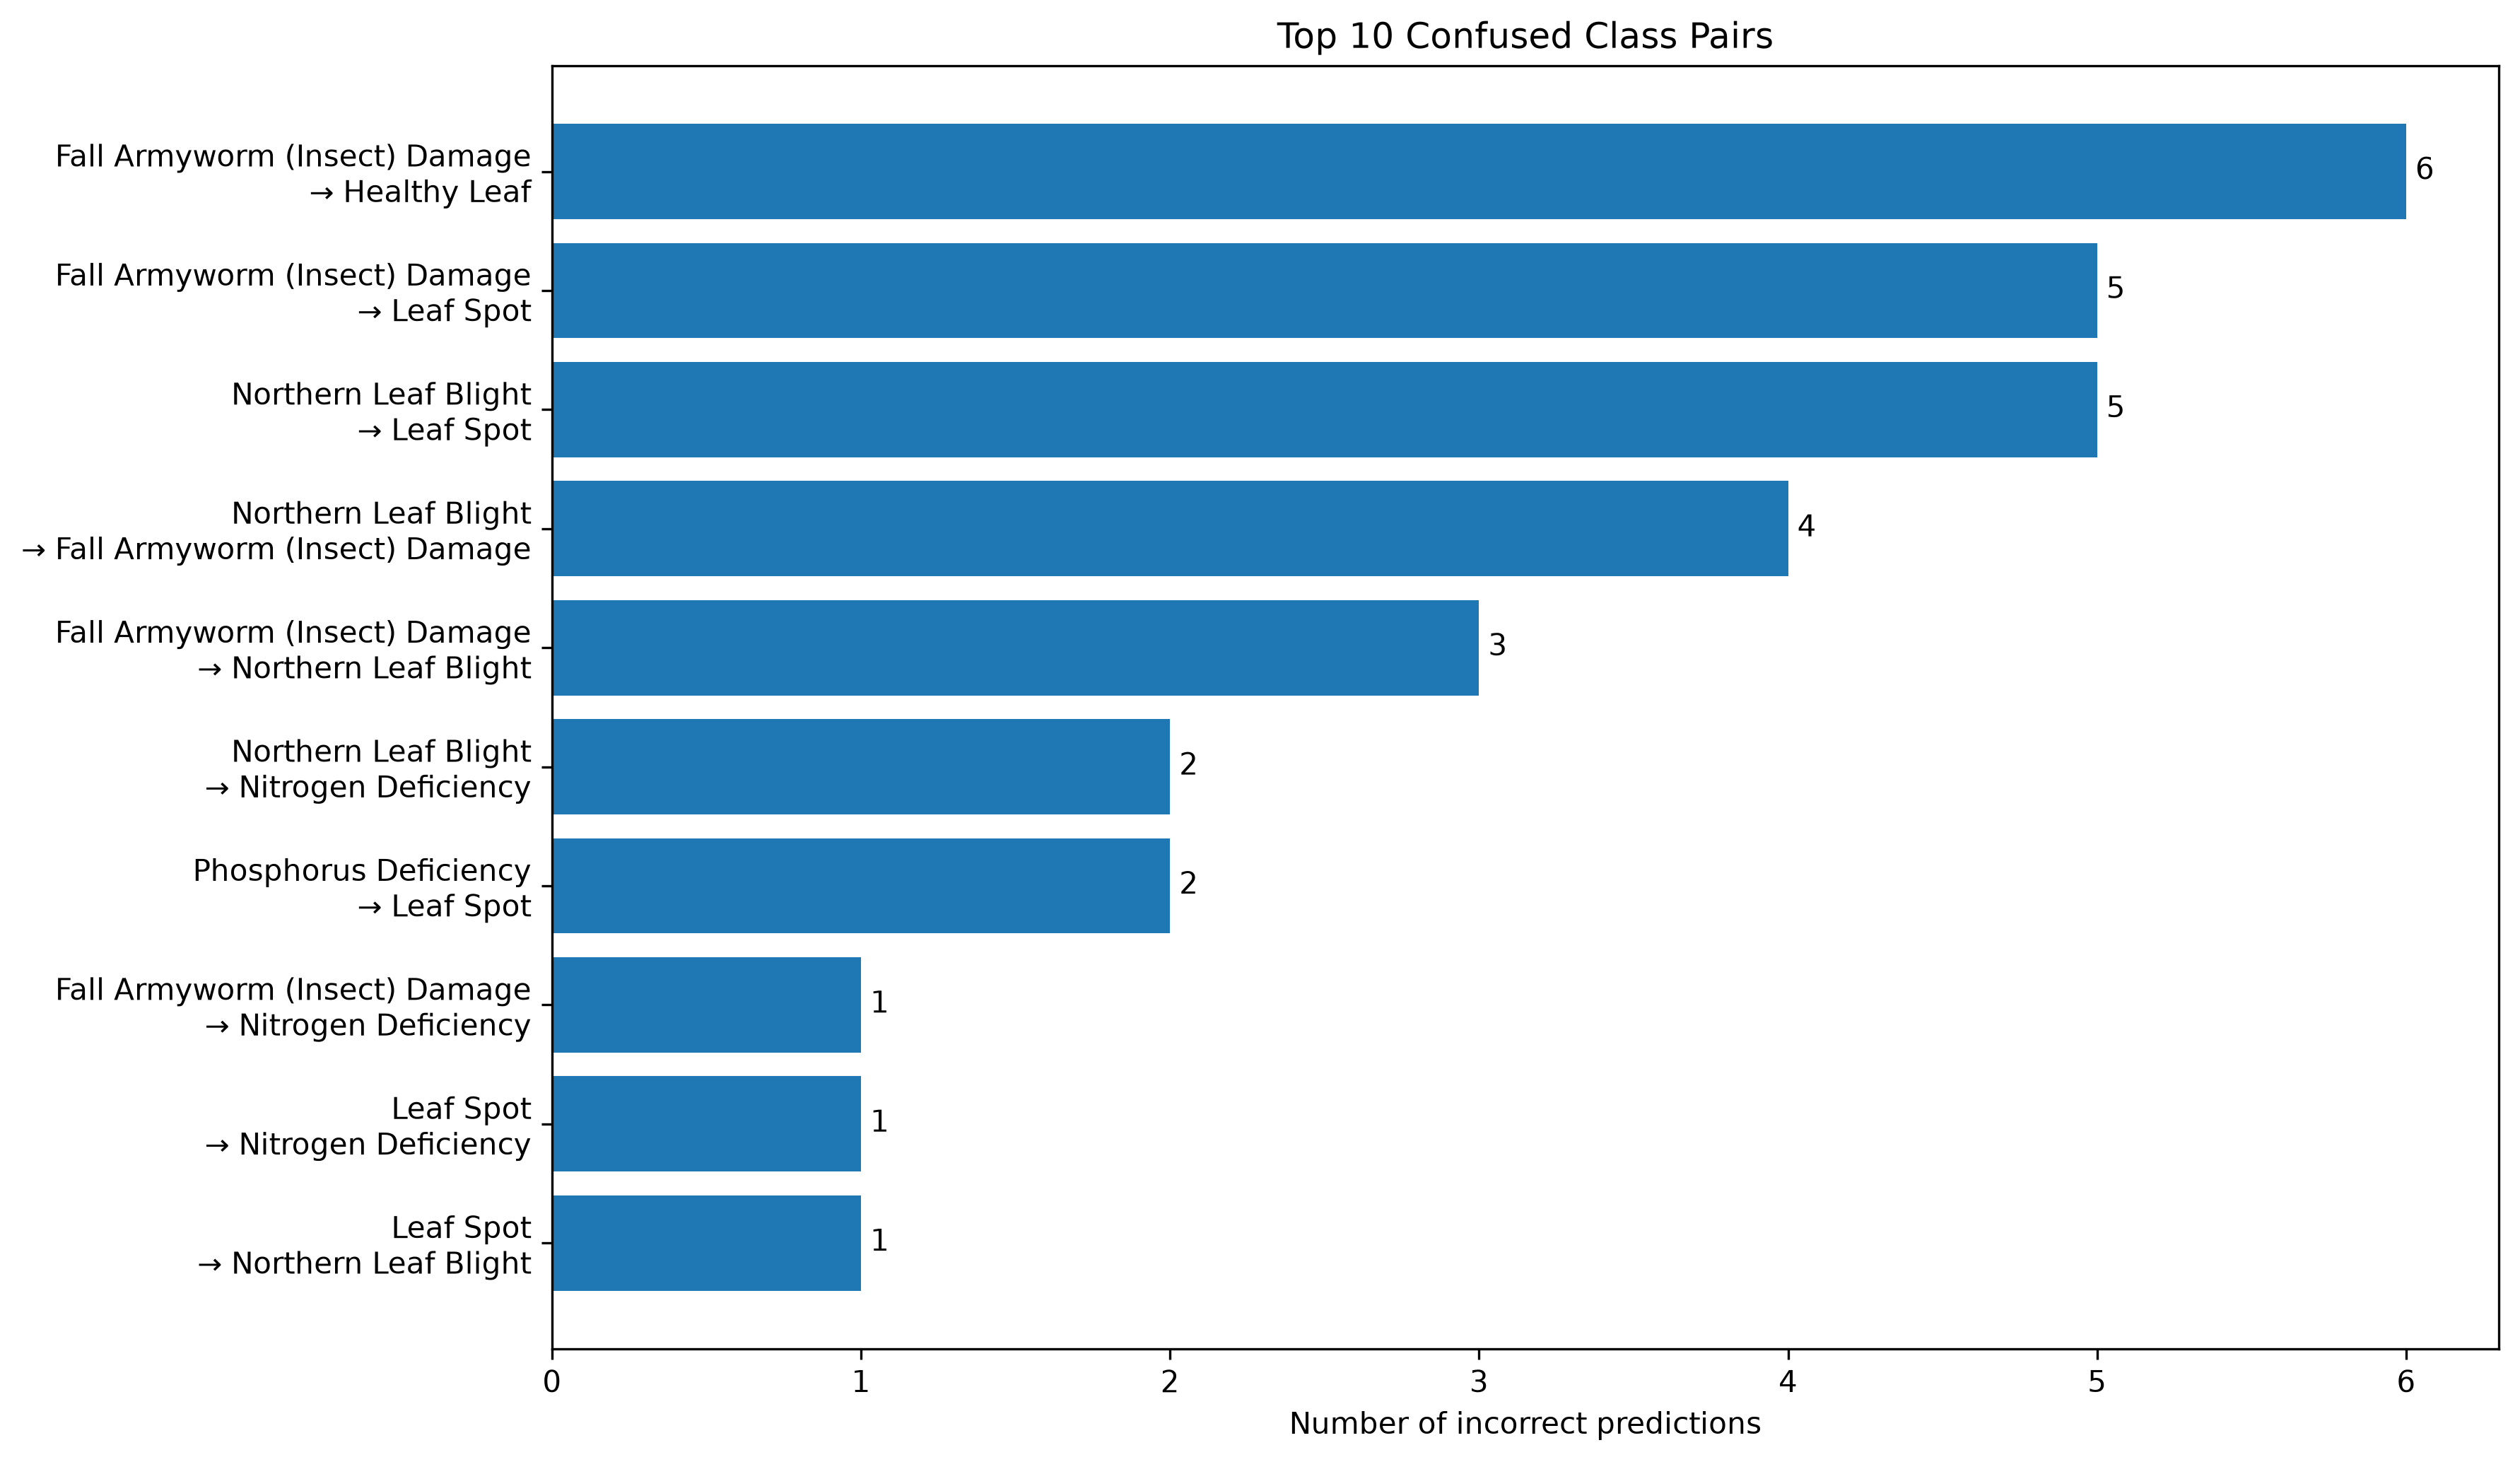 Top 10 Confused Class Pairs
Fall Armyworm (Insect) Damage
→ Healthy Leaf
6
Fall Armyworm (Insect) Damage
→ Leaf Spot
5
Northern Leaf Blight
→ Leaf Spot
5
Northern Leaf Blight
→ Fall Armyworm (Insect) Damage
4
Fall Armyworm (Insect) Damage
→ Northern Leaf Blight
3
Northern Leaf Blight
→ Nitrogen Deficiency
2
Phosphorus Deficiency
→ Leaf Spot
2
Fall Armyworm (Insect) Damage
→ Nitrogen Deficiency
1
Leaf Spot
→ Nitrogen Deficiency
1
Leaf Spot
→ Northern Leaf Blight
1
0 1 2 3 4 5 6
Number of incorrect predictions